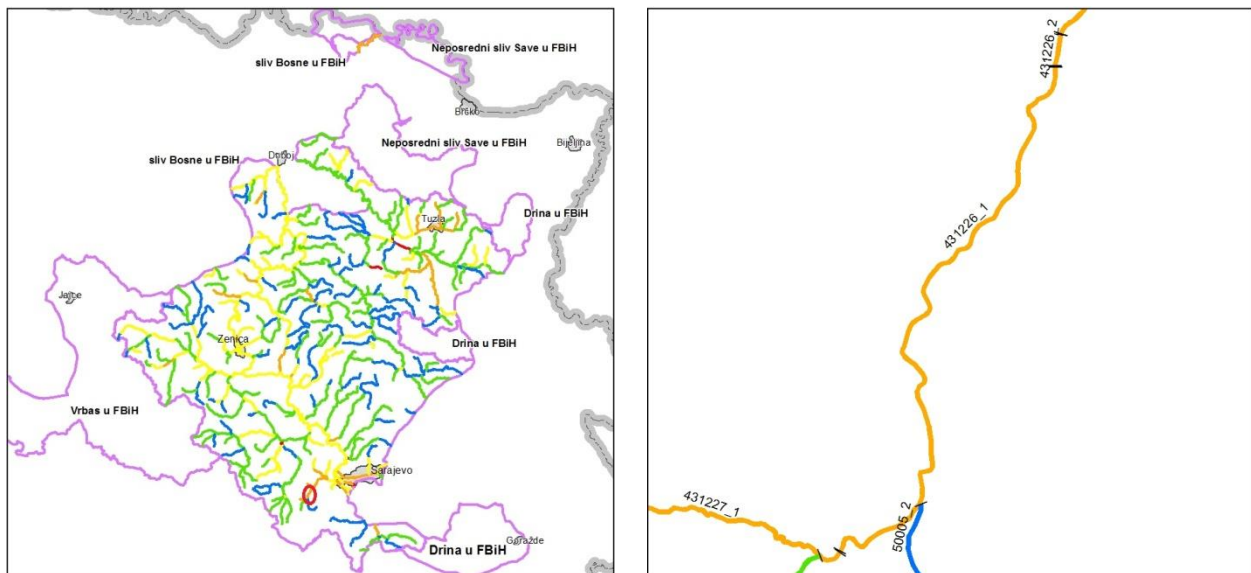 Neposredni sliv Save u FBiH
sliv Bosne u FBiH
Brčko
Bijeljina
Neposredni sliv Save u FBiH
sliv Bosne u FBiH
Doboj
Drina u FBiH
Tuzla
Jajce
Drina u FBiH
Zenica
Vrbas u FBiH
Sarajevo
Drina u FBiH
Goražde
431226_2
431226_1
431227_1
50005_2